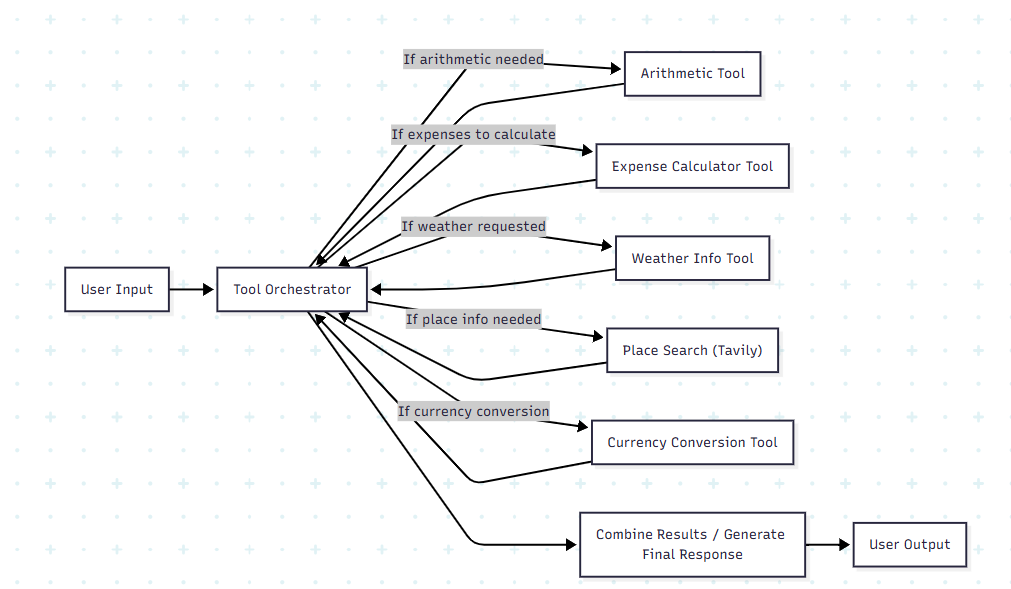 If arithmetic needed
Arithmetic Tool
If expenses to calculate
Expense Calculator Tool
If weather requested
Weather Info Tool
User Input
Tool Orchestrator
If place info needed
Place Search (Tavily)
If currency conversion
Currency Conversion Tool
Combine Results / Generate
Final Response
User Output